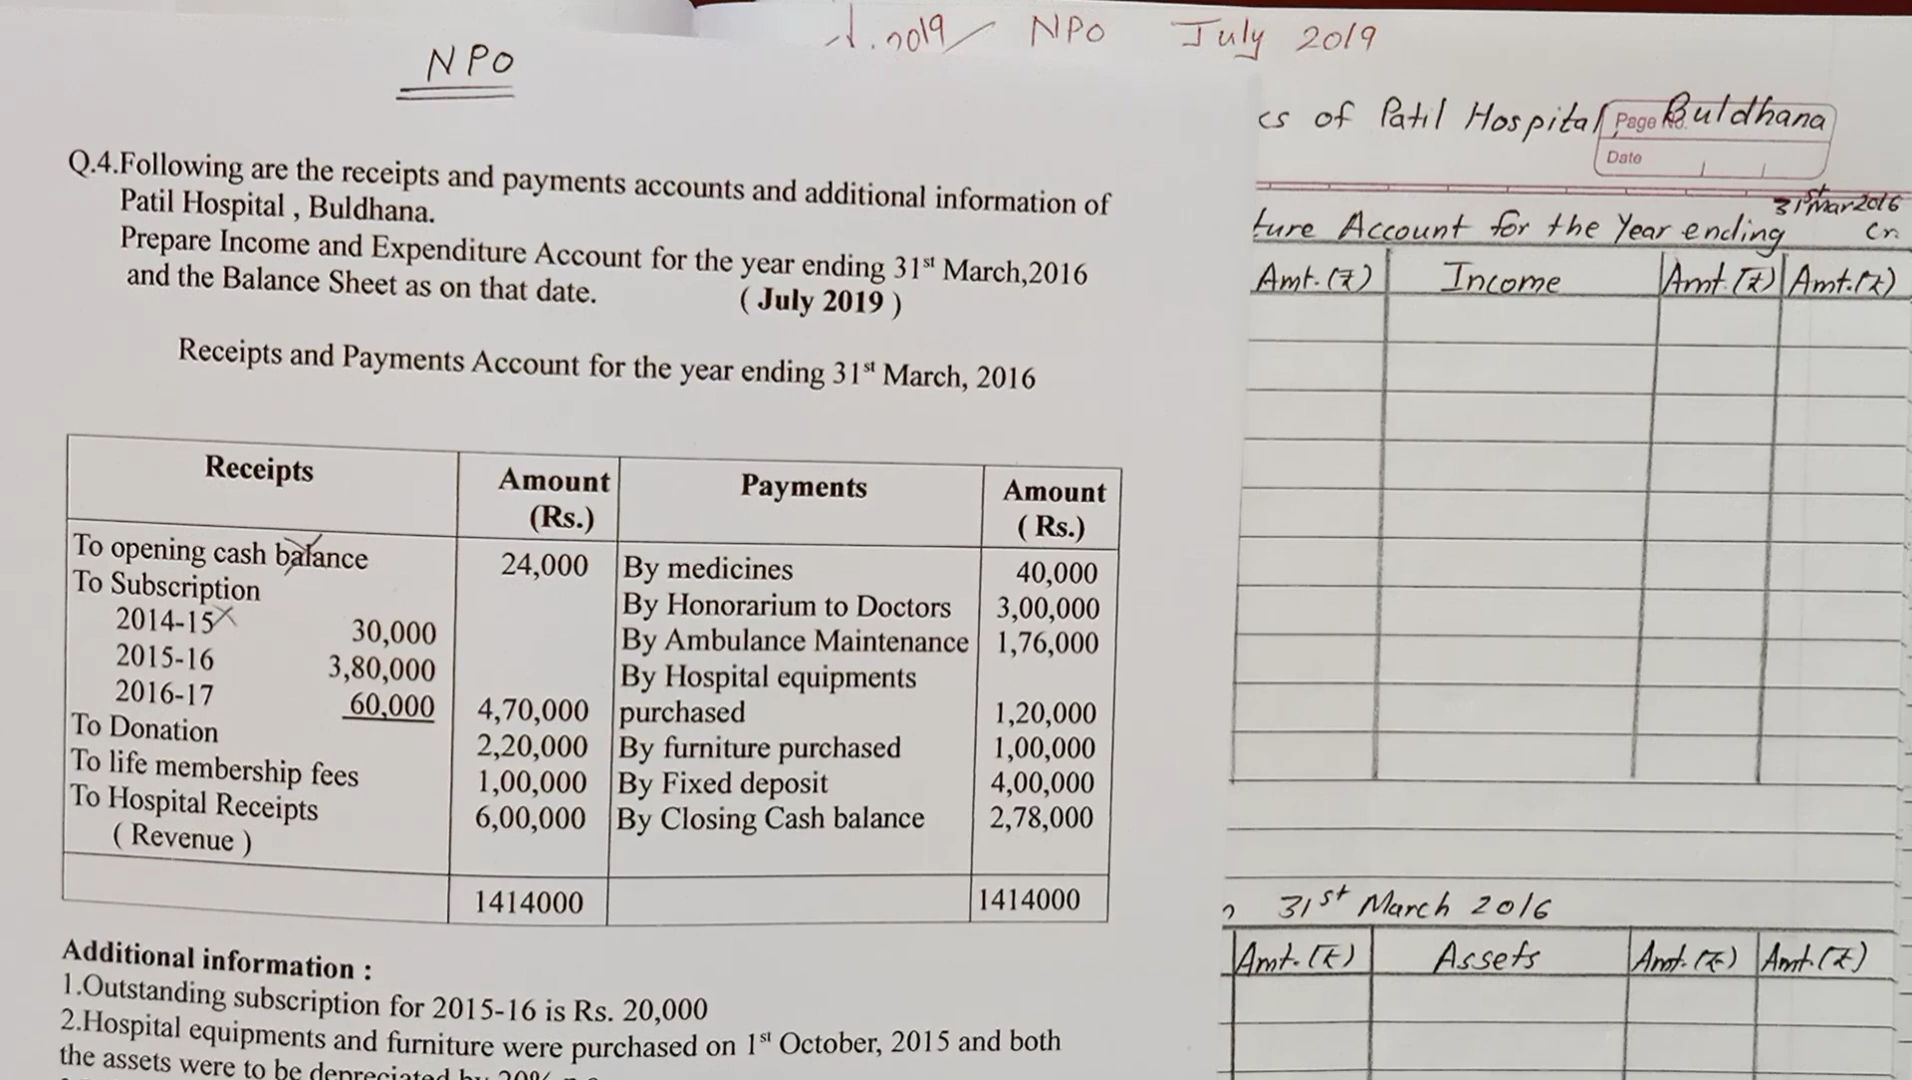 NPO
2019 NPO July 2019
of Patil Hospital, Buldhana
Page No.
Date
Q.4.Following are the receipts and payments accounts and additional information of
Patil Hospital , Buldhana.
Prepare Income and Expenditure Account for the year ending 31st March,2016
and the Balance Sheet as on that date. ( July 2019 )
Receipts and Payments Account for the year ending 31st March, 2016
Receipts Amount (Rs.) Payments Amount ( Rs.)
To opening cash balance 24,000 By medicines 40,000
To Subscription By Honorarium to Doctors 3,00,000
2014-15 30,000 By Ambulance Maintenance 1,76,000
2015-16 3,80,000 By Hospital equipments
2016-17 60,000 4,70,000 purchased 1,20,000
To Donation 2,20,000 By furniture purchased 1,00,000
To life membership fees 1,00,000 By Fixed deposit 4,00,000
To Hospital Receipts 6,00,000 By Closing Cash balance 2,78,000
( Revenue )
1414000 1414000
Additional information :
1.Outstanding subscription for 2015-16 is Rs. 20,000
2.Hospital equipments and furniture were purchased on 1st October, 2015 and both
the assets were to be depreciated by 20%
31st Mar 2016
ture Account for the Year ending Cr.
Amt.(₹) Income Amt.(₹) Amt.(₹)
31st March 2016
Amt.(₹) Assets Amt.(₹) Amt.(₹)